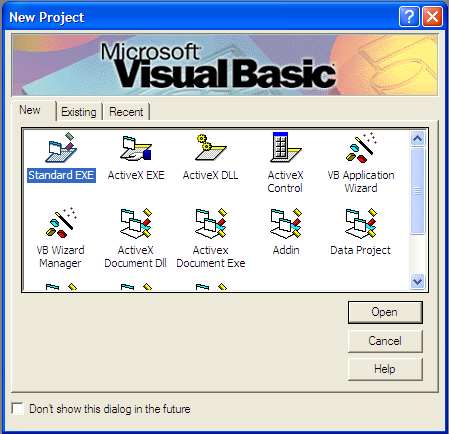 New Project
Microsoft
Visual Basic
New Existing Recent
Standard EXE ActiveX EXE ActiveX DLL ActiveX Control VB Application Wizard
VB Wizard Manager ActiveX Document Dll Activex Document Exe Addin Data Project
Open
Cancel
Help
Don't show this dialog in the future